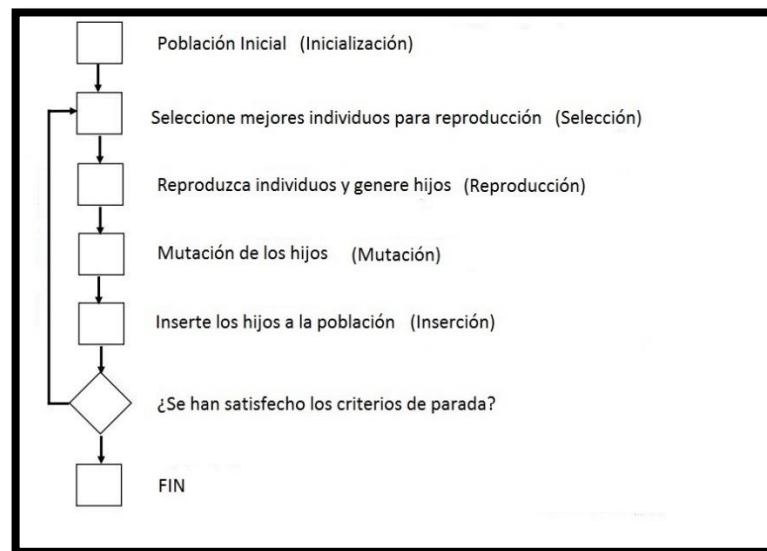 Población Inicial (Inicialización)
Seleccione mejores individuos para reproducción (Selección)
Reproduzca individuos y genere hijos (Reproducción)
Mutación de los hijos (Mutación)
Inserte los hijos a la población (Inserción)
¿Se han satisfecho los criterios de parada?
FIN